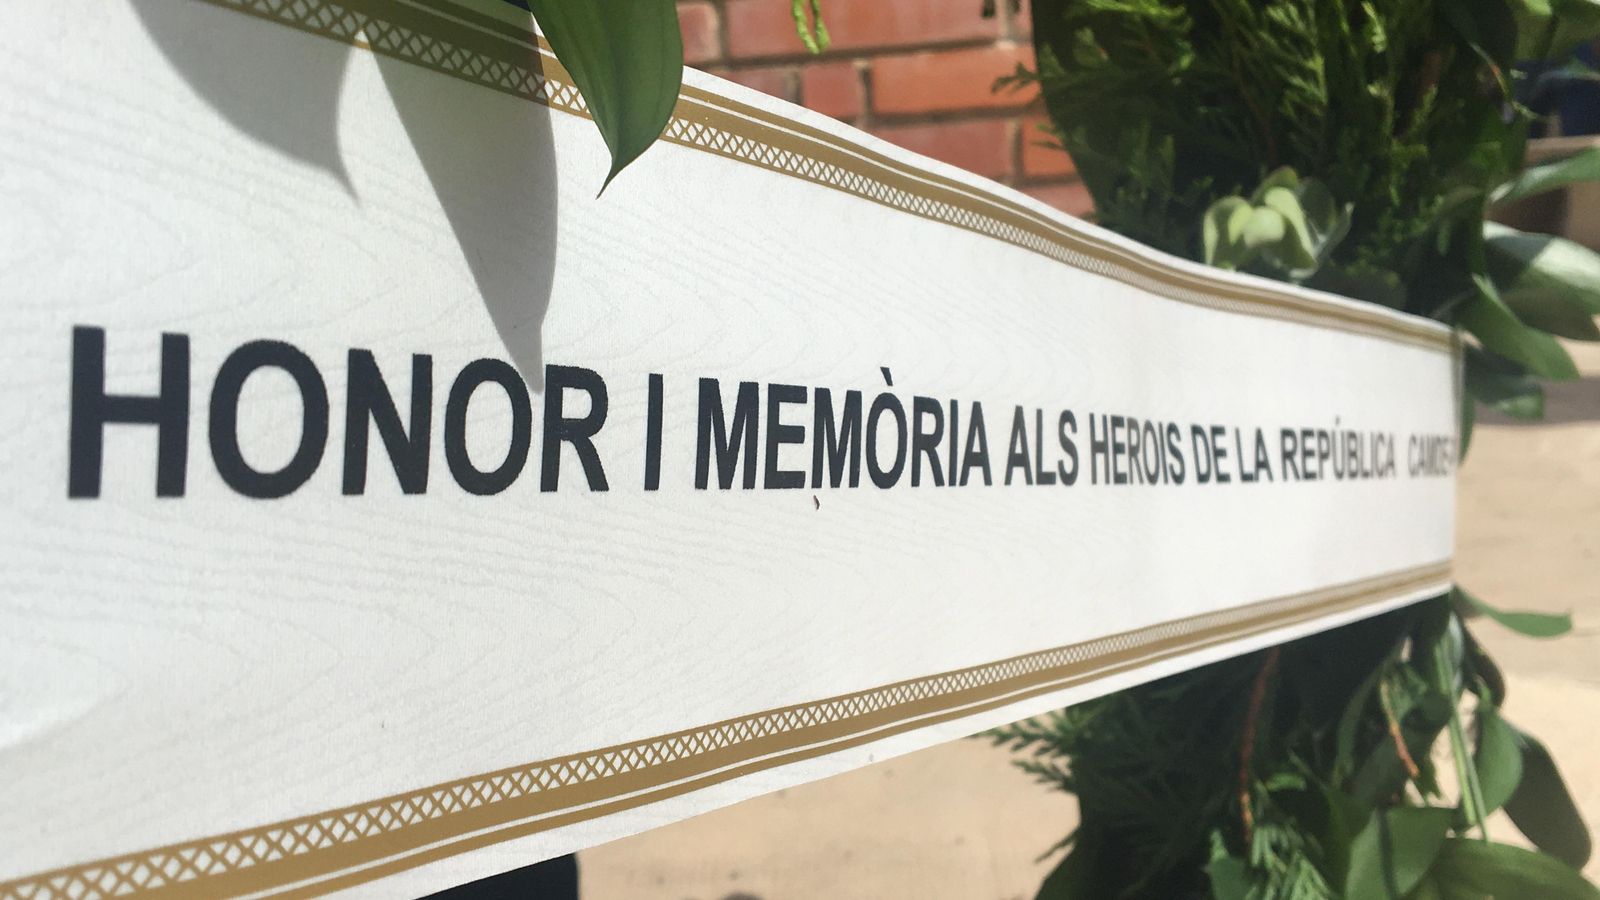 HONOR I MEMÒRIA ALS HEROIS DE LA REPÚBLICA